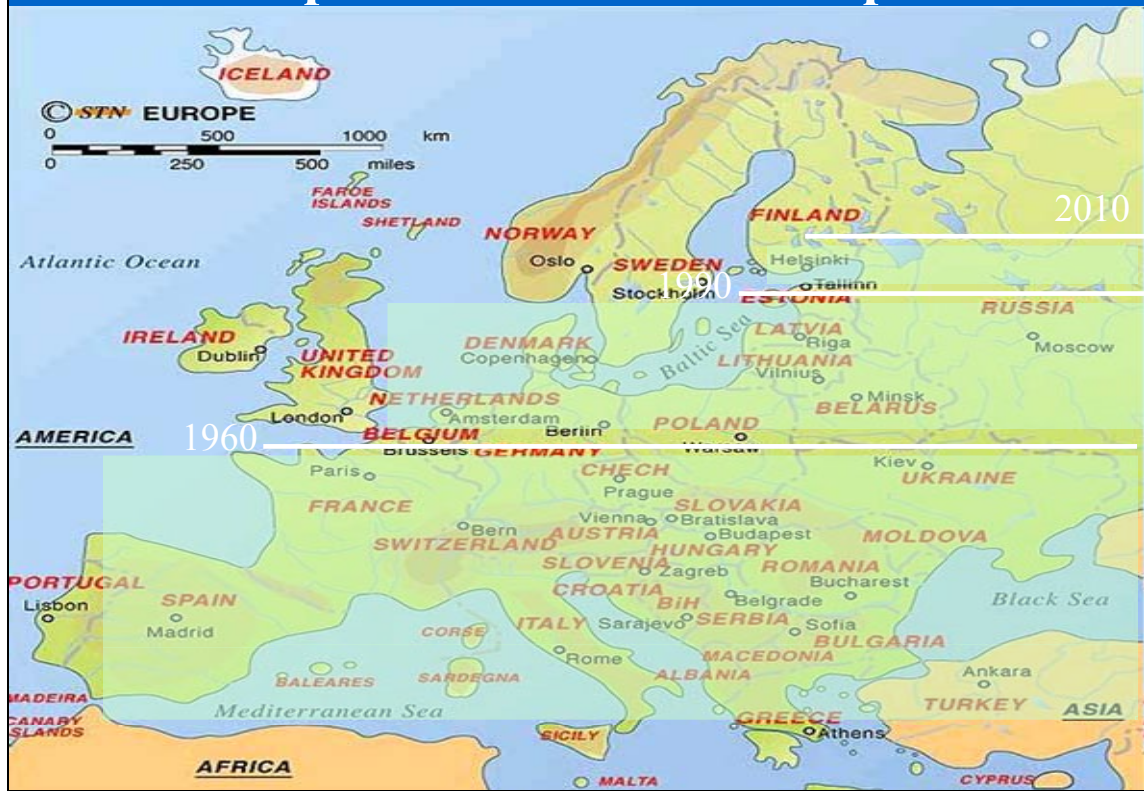 ICELAND
© STN EUROPE
0 500 1000 km
0 250 500 miles
FAROE
ISLANDS
SHETLAND
NORWAY
FINLAND
2010
Atlantic Ocean
Oslo
SWEDEN
Helsinki
Stockholm
1990
Tallinn
ESTONIA
RUSSIA
IRELAND
Dublin
UNITED
KINGDOM
DENMARK
Copenhagen
Baltic Sea
LATVIA
Riga
Moscow
LITHUANIA
Vilnius
NETHERLANDS
Amsterdam
London
Minsk
BELARUS
POLAND
Berlin
AMERICA
1960
BELGIUM
Brussels
GERMANY
Warsaw
Paris
CHECH
Prague
Kiev
UKRAINE
FRANCE
SLOVAKIA
Bern
Vienna
Bratislava
SWITZERLAND
AUSTRIA
Budapest
MOLDOVA
HUNGARY
SLOVENIA
Zagreb
ROMANIA
PORTUGAL
Lisbon
SPAIN
Madrid
CROATIA
BiH
Belgrade
Bucharest
Black Sea
CORSE
ITALY
Sarajevo
SERBIA
Sofia
BULGARIA
Rome
MACEDONIA
BALEARES
SARDEGNA
ALBANIA
Ankara
TURKEY
ASIA
MADEIRA
CANARY
ISLANDS
Mediterranean Sea
SICILY
GREECE
Athens
AFRICA
MALTA
CYPRUS